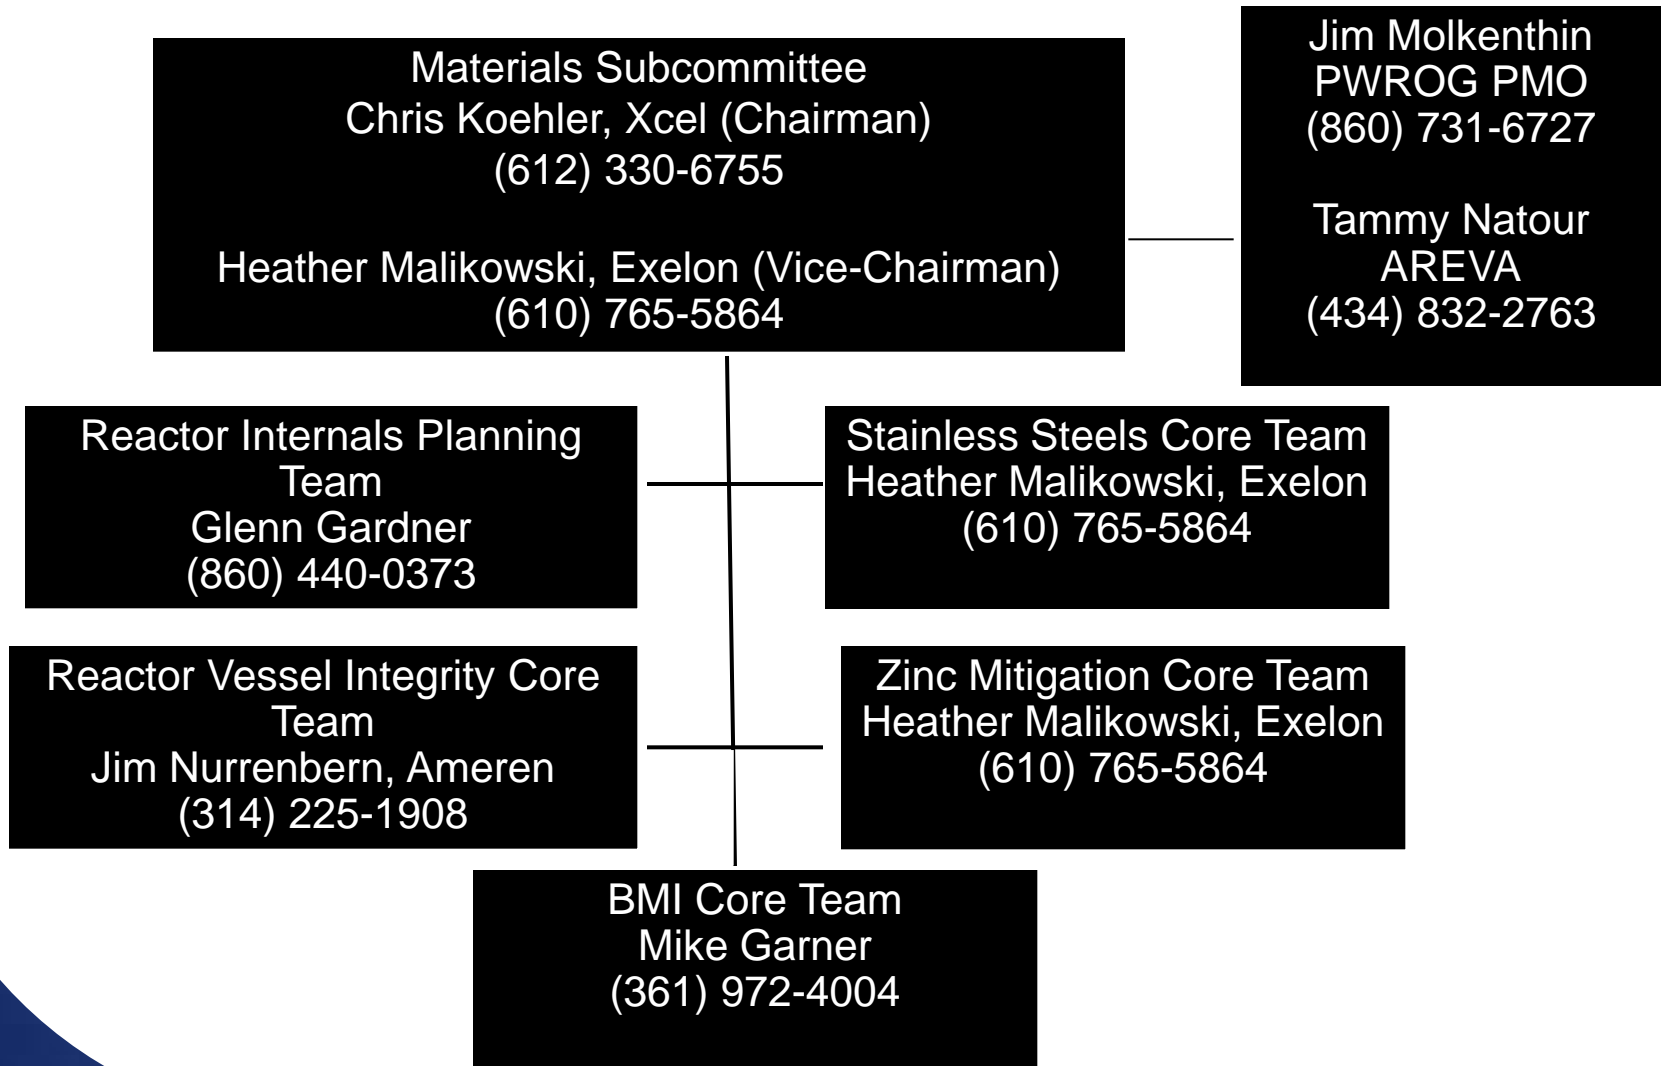 Materials Subcommittee
Chris Koehler, Xcel (Chairman)
(612) 330-6755
Heather Malikowski, Exelon (Vice-Chairman)
(610) 765-5864
Jim Molkenthin
PWROG PMO
(860) 731-6727
Tammy Natour
AREVA
(434) 832-2763
Reactor Internals Planning
Team
Glenn Gardner
(860) 440-0373
Stainless Steels Core Team
Heather Malikowski, Exelon
(610) 765-5864
Reactor Vessel Integrity Core
Team
Jim Nurrenbern, Ameren
(314) 225-1908
Zinc Mitigation Core Team
Heather Malikowski, Exelon
(610) 765-5864
BMI Core Team
Mike Garner
(361) 972-4004